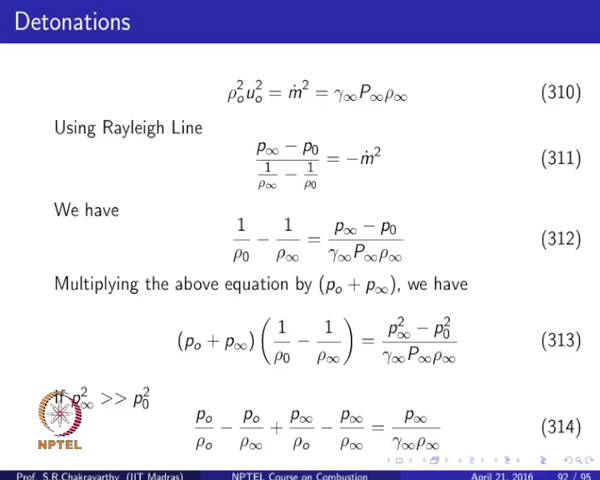 Detonations
ρ_o^2 u_o^2 = ṁ^2 = γ_∞ P_∞ ρ_∞ (310)
Using Rayleigh Line
(p_∞ − p_0) / (1/ρ_∞ − 1/ρ_0) = −ṁ^2 (311)
We have
1/ρ_0 − 1/ρ_∞ = (p_∞ − p_0) / (γ_∞ P_∞ ρ_∞) (312)
Multiplying the above equation by (p_o + p_∞), we have
(p_o + p_∞) (1/ρ_0 − 1/ρ_∞) = (p_∞^2 − p_0^2) / (γ_∞ P_∞ ρ_∞) (313)
If p_∞^2 >> p_0^2
p_o/ρ_o − p_o/ρ_∞ + p_∞/ρ_o − p_∞/ρ_∞ = p_∞ / (γ_∞ ρ_∞) (314)
NPTEL
Prof. S.R.Chakravarthy (IIT Madras) NPTEL Course on Combustion April 21, 2016 92 / 95